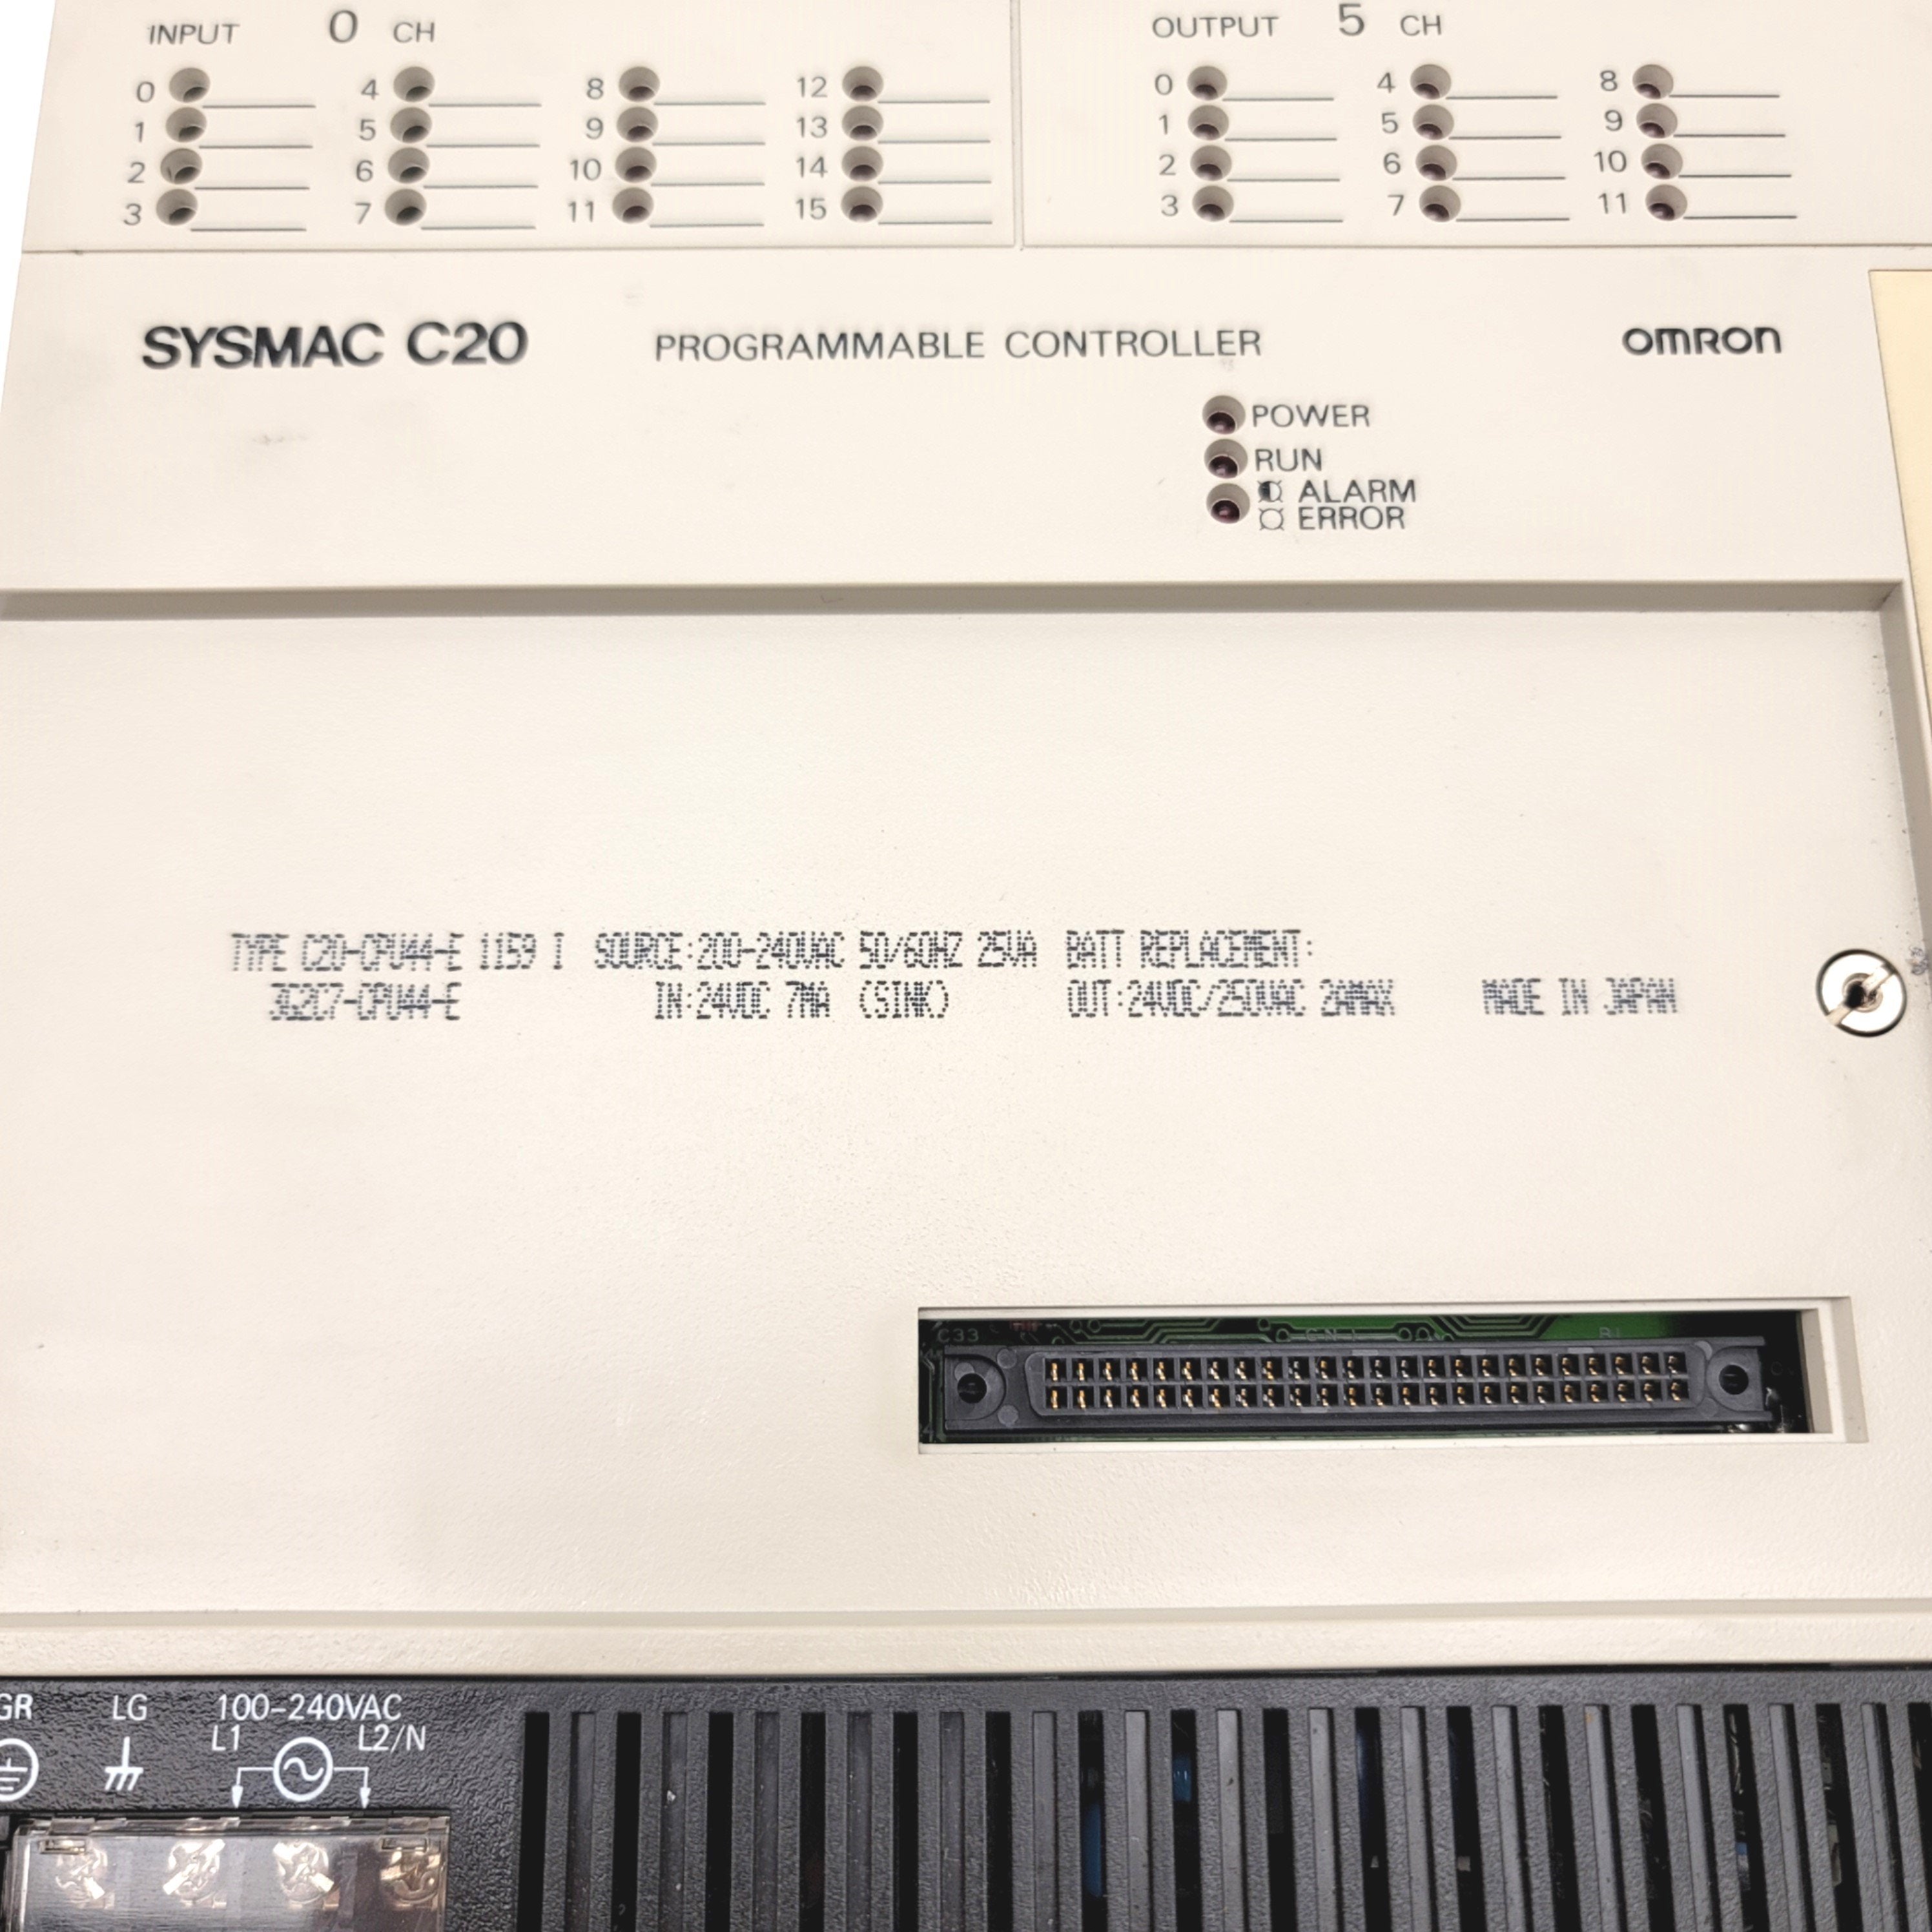 INPUT 0 CH
OUTPUT 5 CH
0 4 8 12
1 5 9 13
2 6 10 14
3 7 11 15
0 4 8
1 5 9
2 6 10
3 7 11
SYSMAC C20 PROGRAMMABLE CONTROLLER OMRON
POWER
RUN
ALARM
ERROR
TYPE C20-CPU44-E 1159 I SOURCE:200-240VAC 50/60HZ 25VA BATT REPLACEMENT:
3G2C7-CPU44-E IN:24VDC 7MA (SINK) OUT:24VDC/250VAC 2AMAX MADE IN JAPAN
C33 CN1
GR LG 100-240VAC
L1 L2/N